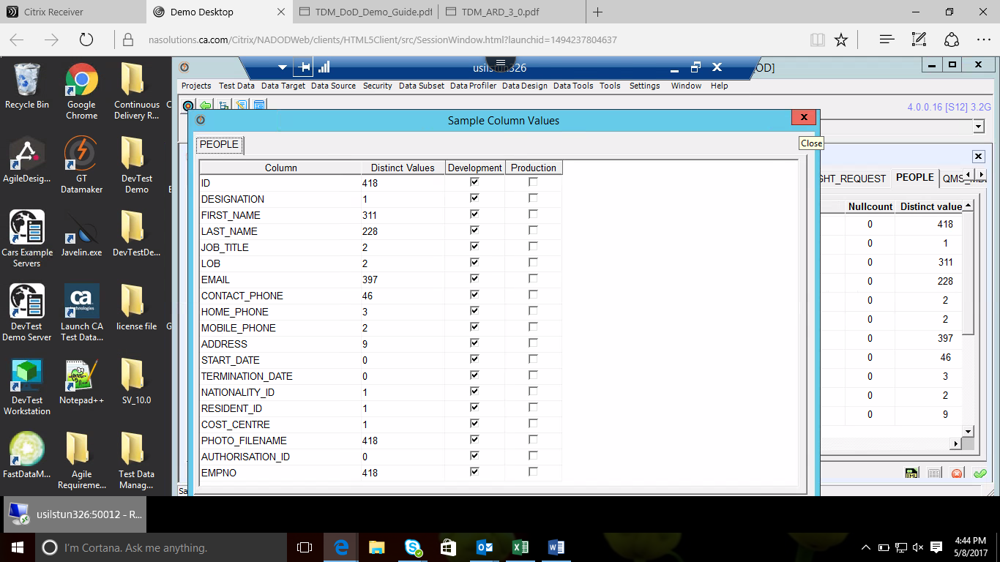 Citrix Receiver
Demo Desktop
TDM_DoD_Demo_Guide.pdf
TDM_ARD_3_0.pdf
nasolutions.ca.com/Citrix/NADODWeb/clients/HTML5Client/src/SessionWindow.html?launchid=1494237804637
usilstun326
OD]
Projects Test Data Data Target Data Source Security Data Subset Data Profiler Data Design Data Tools Tools Settings Window Help
4.0.0.16 [S12] 3.2G
Recycle Bin
Google Chrome
Continuous Delivery R...
AgileDesig...
GT Datamaker
DevTest Demo
Cars Example Servers
Javelin.exe
DevTestDe...
DevTest Demo Server
ca technologies
Launch CA Test Data...
license file
DevTest Workstation
Notepad++
SV_10.0
FastDataM...
Agile Requireme...
Test Data Manag...
Sample Column Values
Close
PEOPLE
Column Distinct Values Development Production
ID 418
DESIGNATION 1
FIRST_NAME 311
LAST_NAME 228
JOB_TITLE 2
LOB 2
EMAIL 397
CONTACT_PHONE 46
HOME_PHONE 3
MOBILE_PHONE 2
ADDRESS 9
START_DATE 0
TERMINATION_DATE 0
NATIONALITY_ID 1
RESIDENT_ID 1
COST_CENTRE 1
PHOTO_FILENAME 418
AUTHORISATION_ID 0
EMPNO 418
GHT_REQUEST PEOPLE
Nullcount Distinct value
0 418
0 1
0 311
0 228
0 2
0 2
0 397
0 46
0 3
0 2
0 9
XML
Sa
usilstun326:50012 - R...
I'm Cortana. Ask me anything.
4:44 PM
5/8/2017